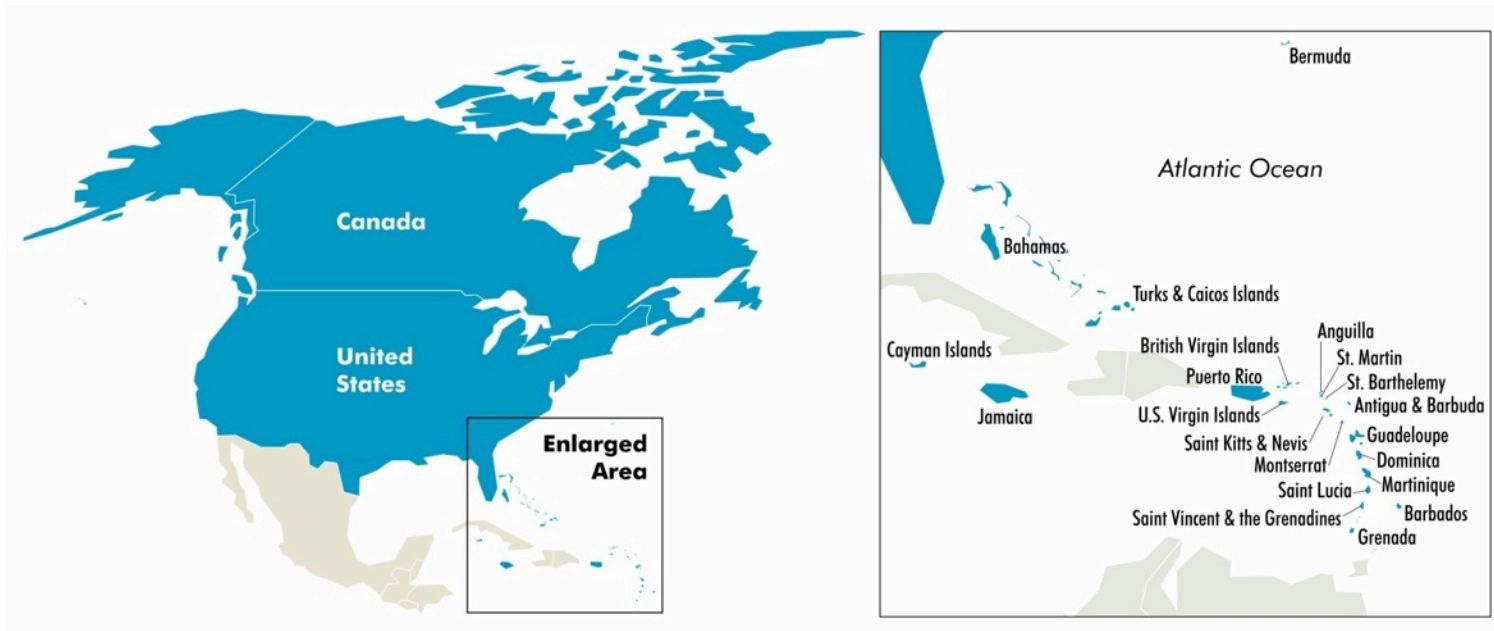 Canada
United
States
Enlarged
Area
Bermuda
Atlantic Ocean
Bahamas
Turks & Caicos Islands
Anguilla
British Virgin Islands
Cayman Islands
St. Martin
Puerto Rico
St. Barthelemy
Antigua & Barbuda
Jamaica
U.S. Virgin Islands
Guadeloupe
Saint Kitts & Nevis
Dominica
Montserrat
Martinique
Saint Lucia
Barbados
Saint Vincent & the Grenadines
Grenada